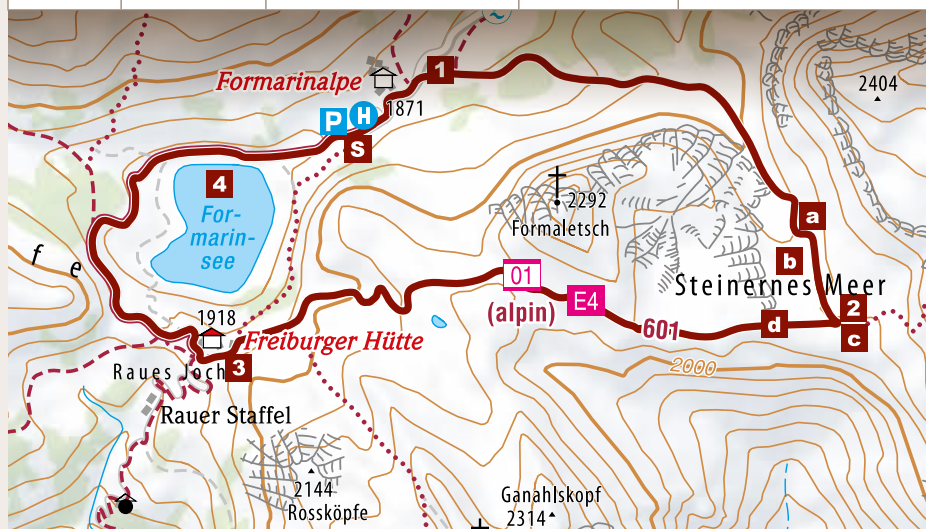 Formarinalpe
1
1871
P
H
S
2404
4
For-
marin-
see
2292
Formaletsch
a
b
f e
Steinernes Meer
01
(alpin)
E4
601
d
2
c
1918
Freiburger Hütte
3
Raues Joch
2000
Rauer Staffel
2144
Rossköpfe
Ganahlskopf
2314